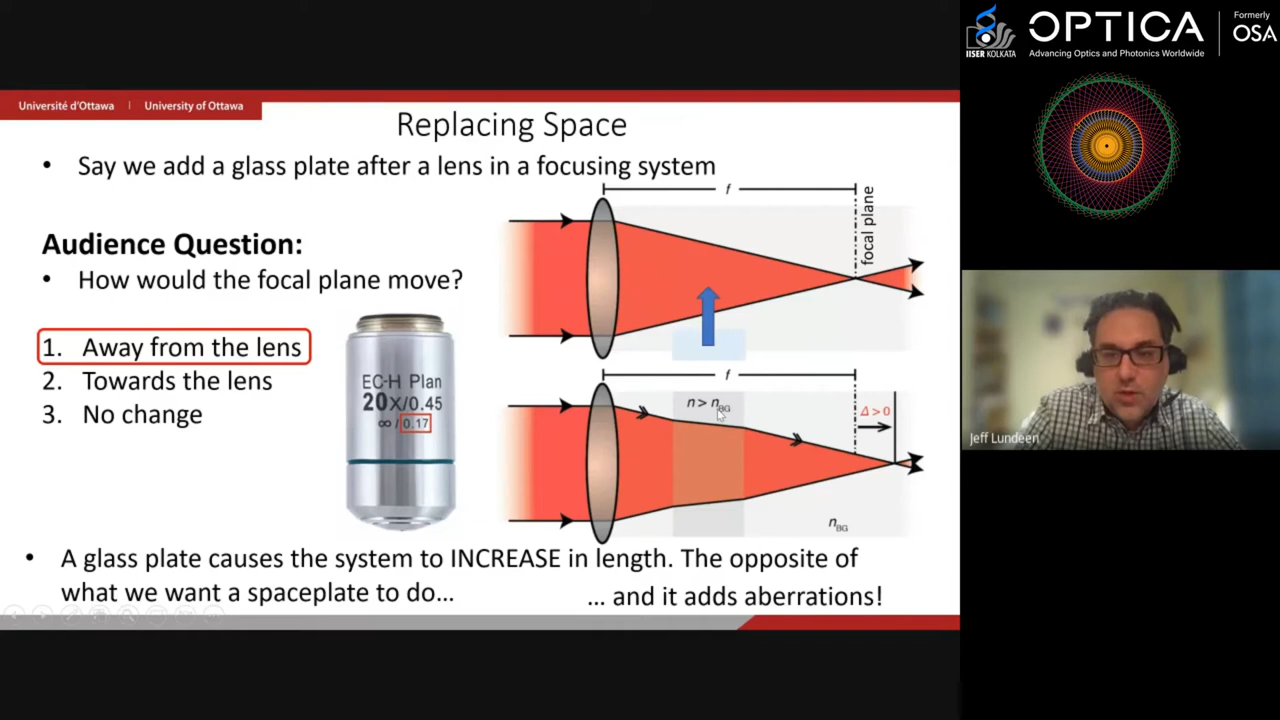 Université d'Ottawa | University of Ottawa
Replacing Space
• Say we add a glass plate after a lens in a focusing system
Audience Question:
• How would the focal plane move?
1. Away from the lens
2. Towards the lens
3. No change
EC-H Plan
20X/0.45
∞/0.17
f
focal plane
f
n > nBG
Δ > 0
nBG
• A glass plate causes the system to INCREASE in length. The opposite of
what we want a spaceplate to do…
… and it adds aberrations!
IISER KOLKATA
OPTICA
Advancing Optics and Photonics Worldwide
Formerly
OSA
Jeff Lundeen